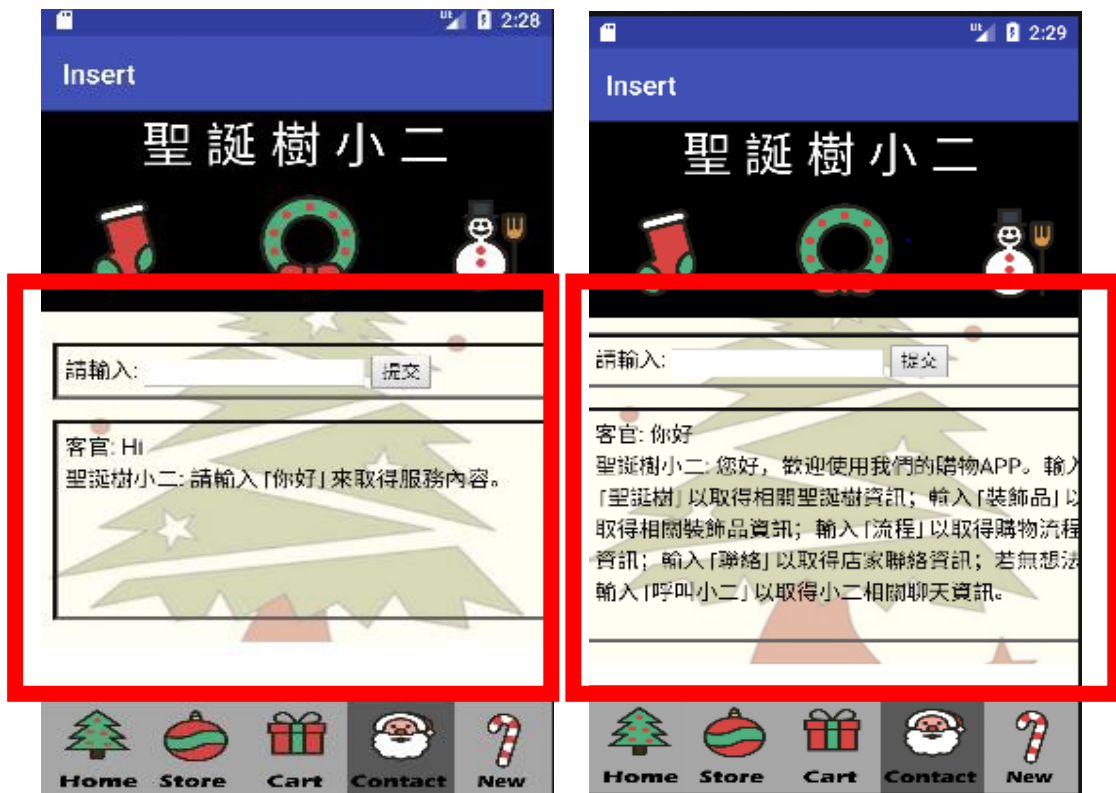 2:28
Insert
聖誕樹小二
請輸入:
提交
客官: Hi
聖誕樹小二: 請輸入「你好」來取得服務內容。
Home Store Cart Contact New
2:29
Insert
聖誕樹小二
請輸入:
提交
客官: 你好
聖誕樹小二: 您好，歡迎使用我們的購物APP。輸入
「聖誕樹」以取得相關聖誕樹資訊；輸入「裝飾品」以
取得相關裝飾品資訊；輸入「流程」以取得購物流程
資訊；輸入「聯絡」以取得店家聯絡資訊；若無想法
輸入「呼叫小二」以取得小二相關聊天資訊。
Home Store Cart Contact New